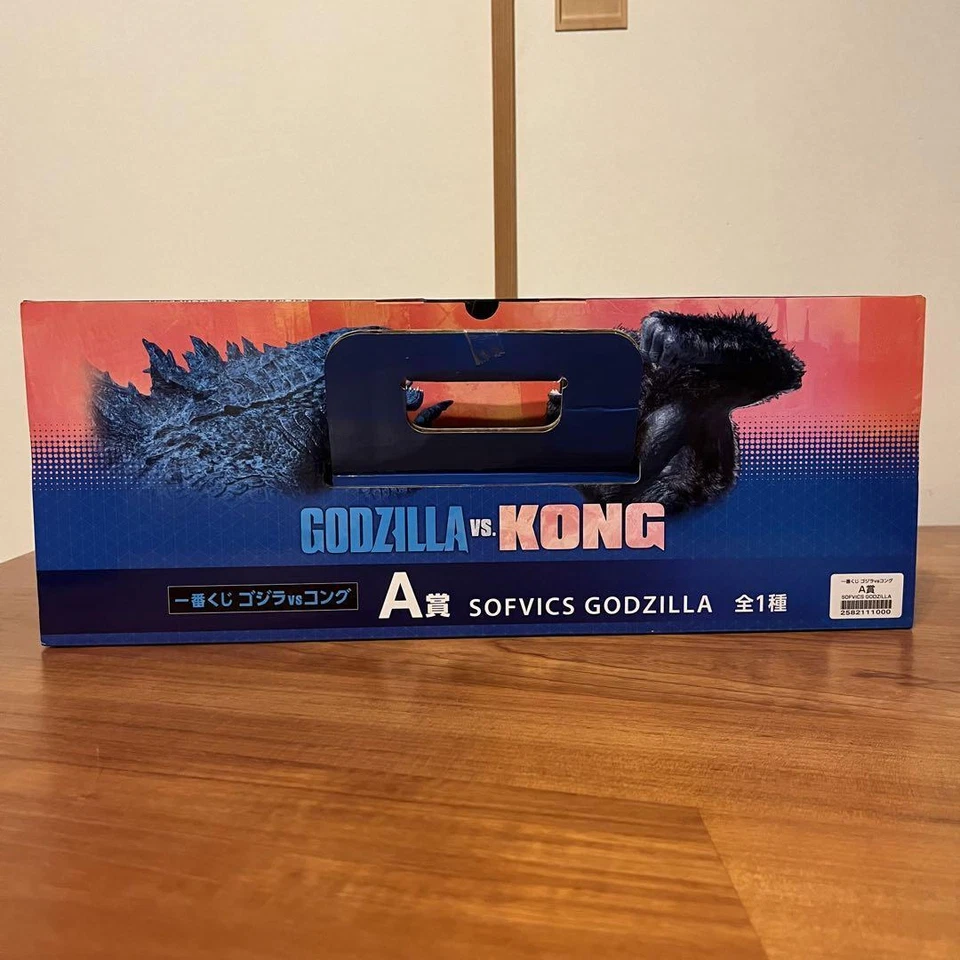 GODZILLA VS. KONG
一番くじ ゴジラvsコング
A賞 SOFVICS GODZILLA 全1種
一番くじ ゴジラvsコング
A賞
SOFVICS GODZILLA
2582111000